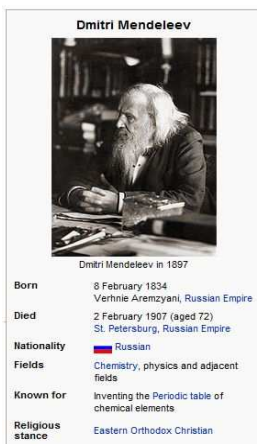 Dmitri Mendeleev
Dmitri Mendeleev in 1897
Born 8 February 1834
Verhnie Aremzyani, Russian Empire
Died 2 February 1907 (aged 72)
St. Petersburg, Russian Empire
Nationality Russian
Fields Chemistry, physics and adjacent
fields
Known for Inventing the Periodic table of
chemical elements
Religious Eastern Orthodox Christian
stance